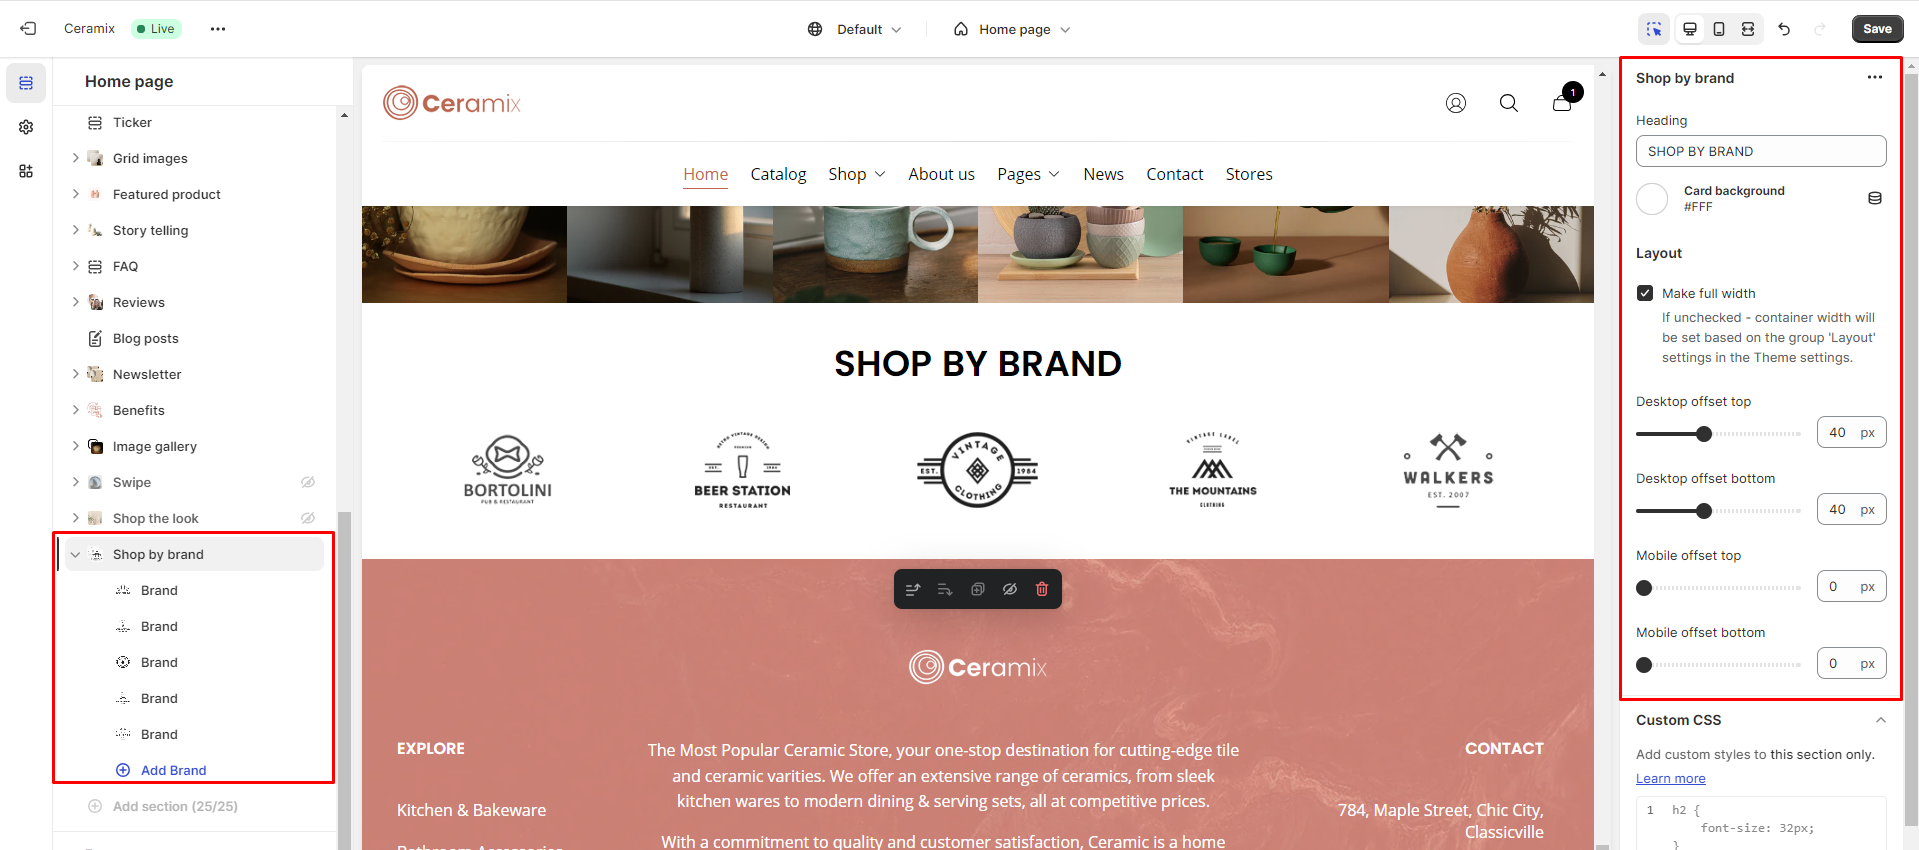 Ceramix
Live
Default
Home page
Save
Home page
Ticker
Grid images
Featured product
Story telling
FAQ
Reviews
Blog posts
Newsletter
Benefits
Image gallery
Swipe
Shop the look
Shop by brand
Brand
Brand
Brand
Brand
Brand
Add Brand
Add section (25/25)
Ceramix
1
Home Catalog Shop About us Pages News Contact Stores
SHOP BY BRAND
BORTOLINI
PUB & RESTAURANT
RETRO VINTAGE DESIGN
PREMIUM
EST.
BEER STATION
RESTAURANT
VINTAGE
EST. 1984
CLOTHING
VINTAGE LABEL
THE MOUNTAINS
CLOTHING
WALKERS
EST. 2007
Ceramix
EXPLORE
Kitchen & Bakeware
Bathroom Accessories
The Most Popular Ceramic Store, your one-stop destination for cutting-edge tile
and ceramic varities. We offer an extensive range of ceramics, from sleek
kitchen wares to modern dining & serving sets, all at competitive prices.
With a commitment to quality and customer satisfaction, Ceramic is a home
CONTACT
784, Maple Street, Chic City,
Classicville
Shop by brand
Heading
SHOP BY BRAND
Card background
#FFF
Layout
Make full width
If unchecked - container width will
be set based on the group 'Layout'
settings in the Theme settings.
Desktop offset top
40 px
Desktop offset bottom
40 px
Mobile offset top
0 px
Mobile offset bottom
0 px
Custom CSS
Add custom styles to this section only.
Learn more
1 h2 {
font-size: 32px;
}